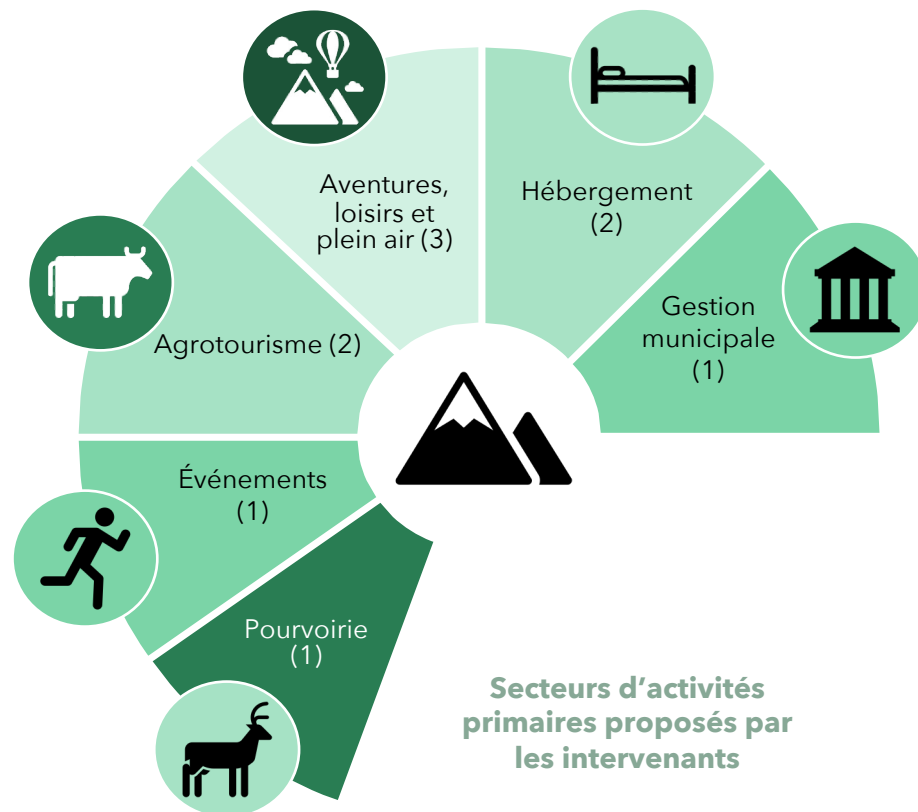 Aventures,
loisirs et
plein air (3)
Hébergement
(2)
Gestion
municipale
(1)
Agrotourisme (2)
Événements
(1)
Pourvoirie
(1)
Secteurs d’activités
primaires proposés par
les intervenants